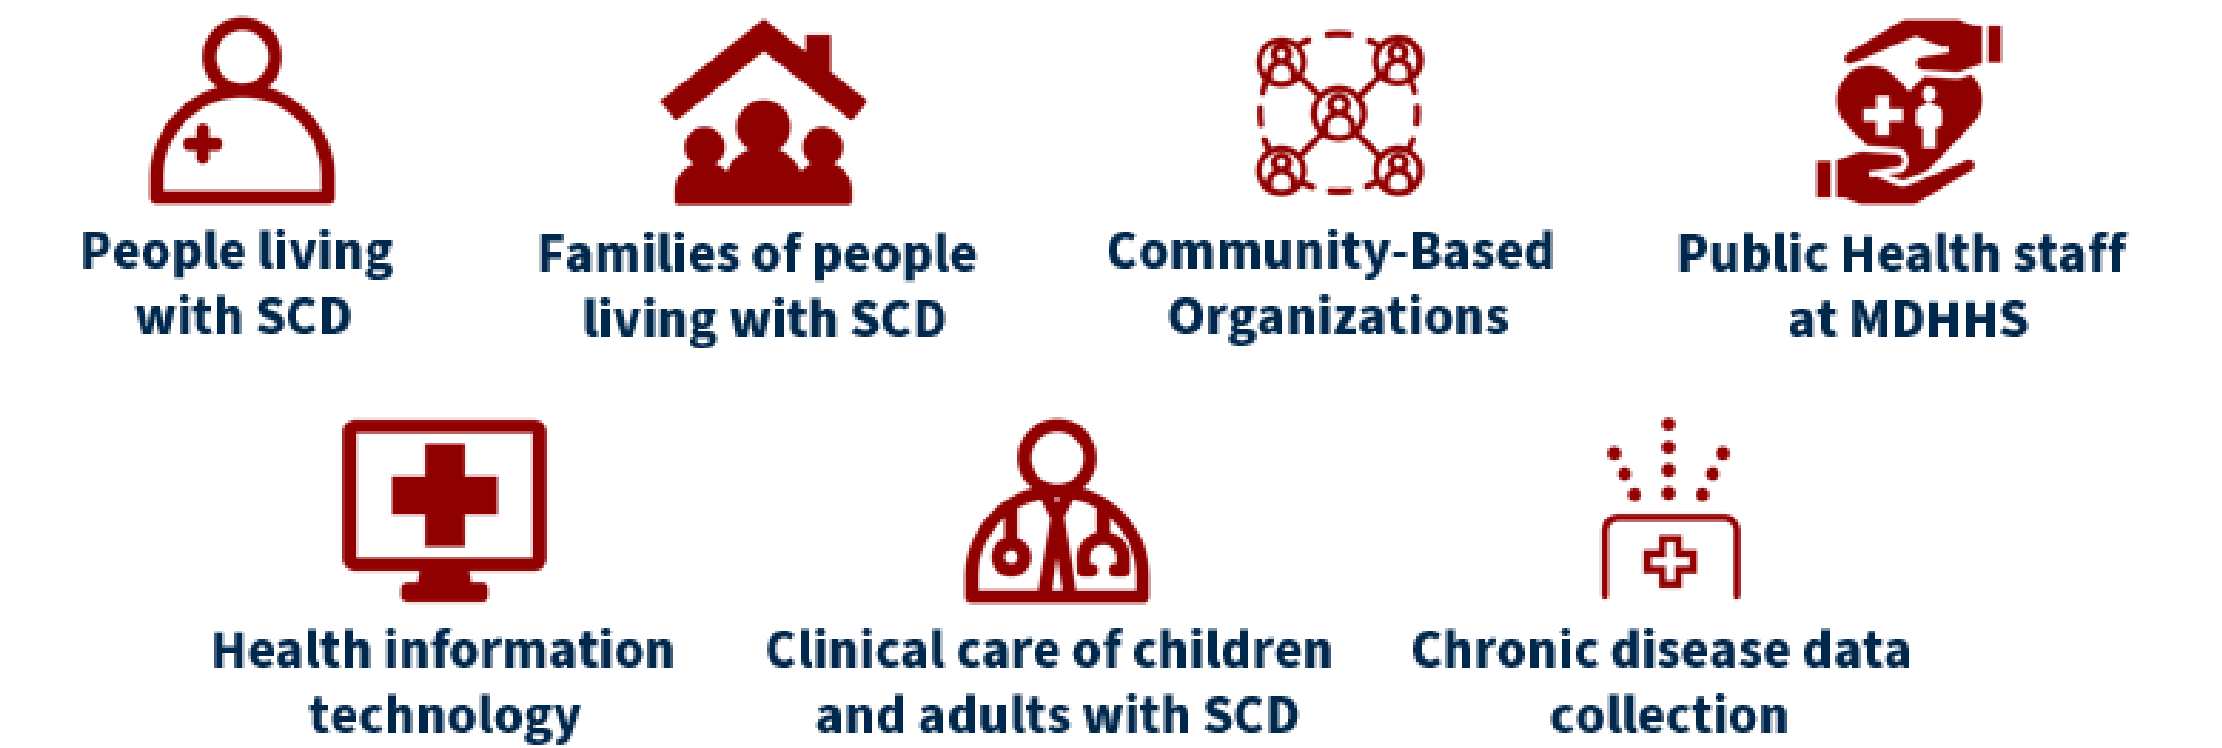 People living
with SCD
Families of people
living with SCD
Community-Based
Organizations
Public Health staff
at MDHHS
Health information
technology
Clinical care of children
and adults with SCD
Chronic disease data
collection